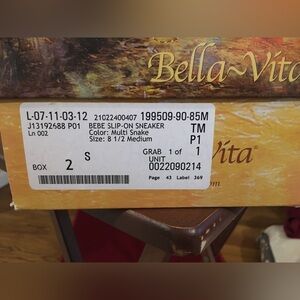 Bella~Vita
L-07-11-03-12 21022400407 199509-90-85M
J13192688 P01 BEBE SLIP-ON SNEAKER TM
Ln 002 Color: Multi Snake
Size: 8 1/2 Medium P1
GRAB 1 of 1
UNIT
BOX 2 S 0022090214
Page 43 Label 369
Vita